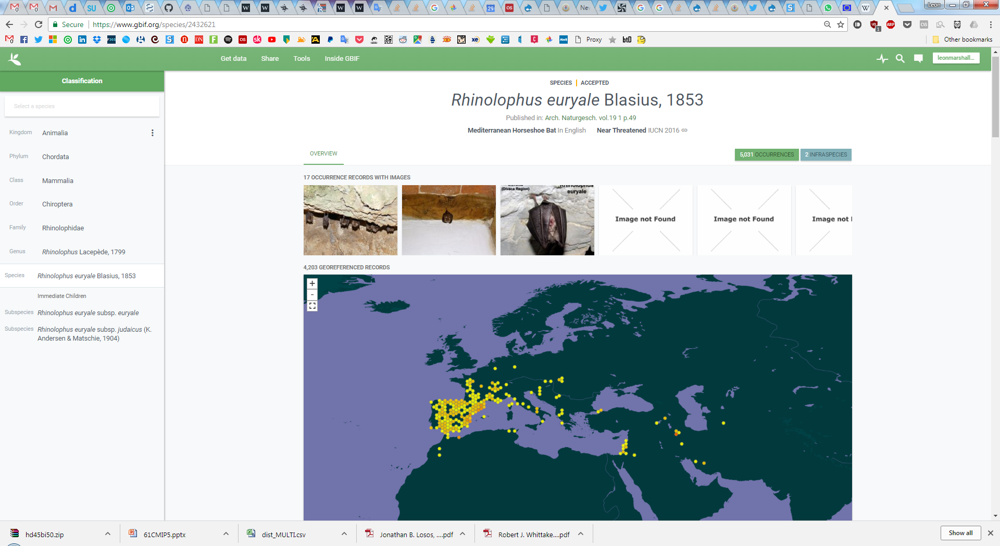 Leon
Secure https://www.gbif.org/species/2432621
Proxy
btD
Other bookmarks
Get data Share Tools Inside GBIF
leonmarshall...
Classification
Select a species
Kingdom Animalia
Phylum Chordata
Class Mammalia
Order Chiroptera
Family Rhinolophidae
Genus Rhinolophus Lacepède, 1799
Species Rhinolophus euryale Blasius, 1853
Immediate Children
Subspecies Rhinolophus euryale subsp. euryale
Subspecies Rhinolophus euryale subsp. judaicus (K.
Andersen & Matschie, 1904)
SPECIES ACCEPTED
Rhinolophus euryale Blasius, 1853
Published in: Arch. Naturgesch. vol.19 1 p.49
Mediterranean Horseshoe Bat In English Near Threatened IUCN 2016
OVERVIEW
5,031 OCCURRENCES 2 INFRASPECIES
17 OCCURRENCE RECORDS WITH IMAGES
(Divaca Region)
Rhinolophus
euryale
Image not Found
Image not Found
Image not
4,203 GEOREFERENCED RECORDS
+
-
hd45bi50.zip
61CMIP5.pptx
dist_MULTI.csv
Jonathan B. Losos, ....pdf
Robert J. Whittake....pdf
Show all